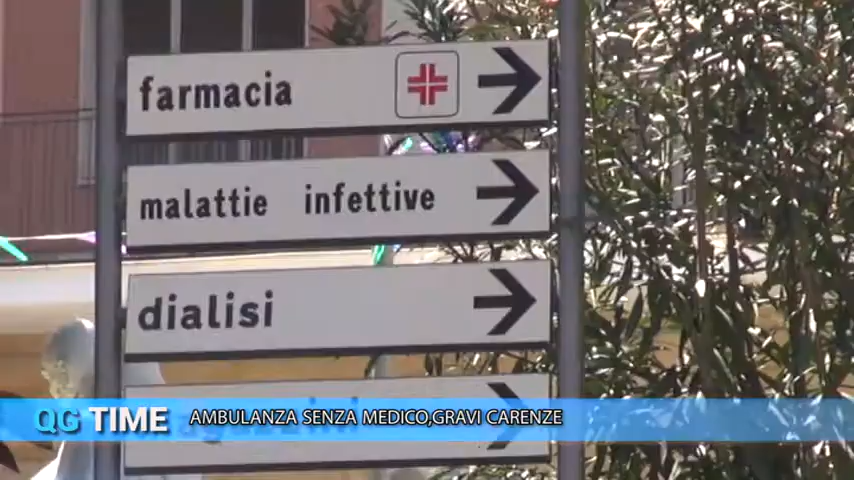 farmacia
malattie infettive
dialisi
QG TIME AMBULANZA SENZA MEDICO,GRAVI CARENZE